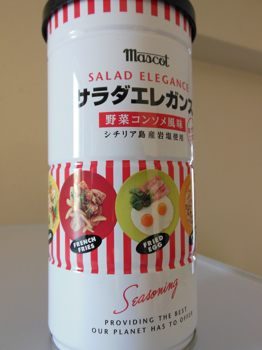 mascot
SALAD ELEGANCE
サラダエレガンス
野菜コンソメ風味
シチリア島産岩塩使用
FRENCH
FRIES
FRIED
EGG
Seasoning
PROVIDING THE BEST
OUR PLANET HAS TO OFFER